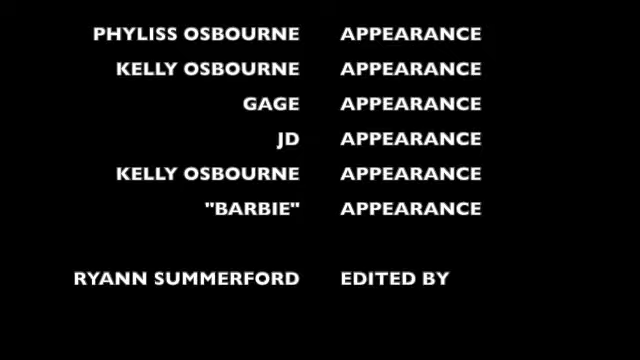 PHYLISS OSBOURNE APPEARANCE
KELLY OSBOURNE APPEARANCE
GAGE APPEARANCE
JD APPEARANCE
KELLY OSBOURNE APPEARANCE
"BARBIE" APPEARANCE
RYANN SUMMERFORD EDITED BY